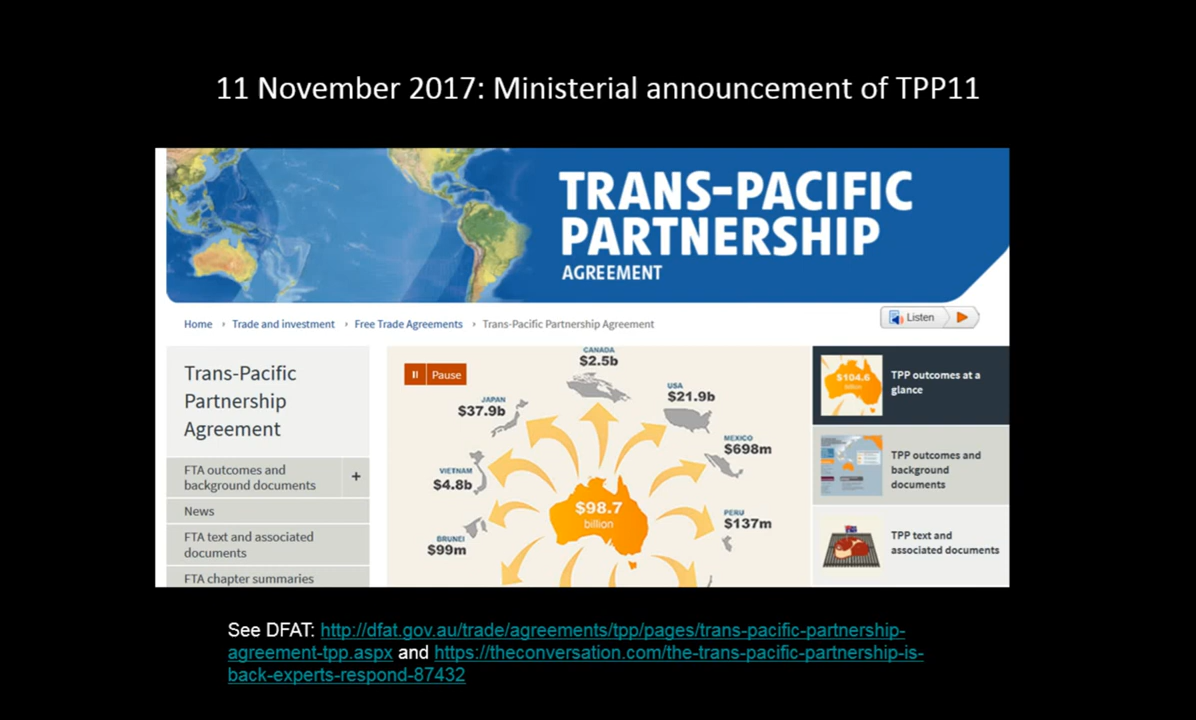 11 November 2017: Ministerial announcement of TPP11
TRANS-PACIFIC
PARTNERSHIP
AGREEMENT
Home › Trade and investment › Free Trade Agreements › Trans-Pacific Partnership Agreement
Listen
Trans-Pacific
Partnership
Agreement
FTA outcomes and
background documents
+
News
FTA text and associated
documents
FTA chapter summaries
Pause
CANADA
$2.5b
JAPAN
$37.9b
USA
$21.9b
VIETNAM
$4.8b
MEXICO
$698m
BRUNEI
$99m
PERU
$137m
$98.7
billion
$104.6
billion
TPP outcomes at a
glance
TPP outcomes and
background
documents
TPP text and
associated documents
See DFAT: http://dfat.gov.au/trade/agreements/tpp/pages/trans-pacific-partnership-
agreement-tpp.aspx and https://theconversation.com/the-trans-pacific-partnership-is-
back-experts-respond-87432